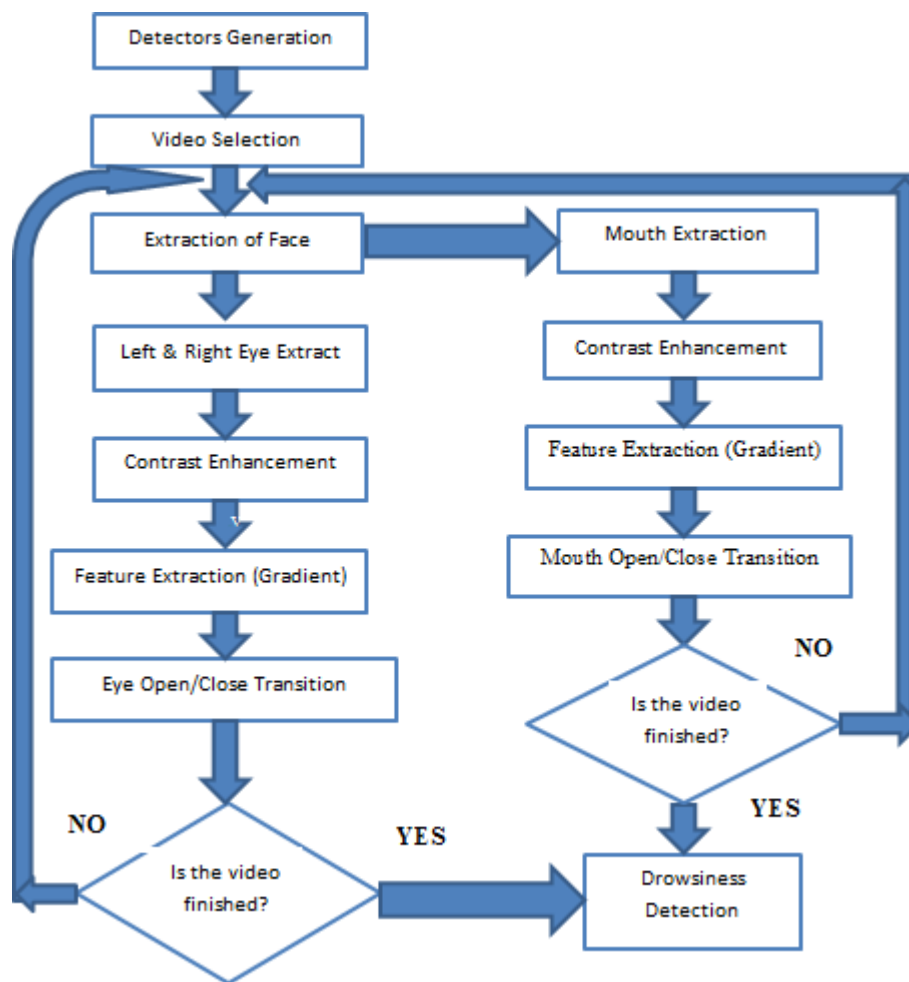 Detectors Generation
Video Selection
Extraction of Face
Left & Right Eye Extract
Contrast Enhancement
Feature Extraction (Gradient)
Eye Open/Close Transition
NO
Is the video
finished?
YES
Mouth Extraction
Contrast Enhancement
Feature Extraction (Gradient)
Mouth Open/Close Transition
NO
Is the video
finished?
YES
Drowsiness
Detection